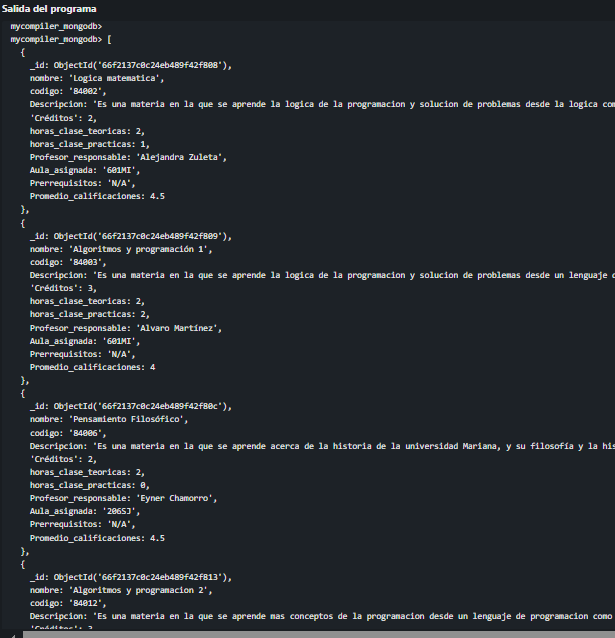 Salida del programa
mycompiler_mongodb>
mycompiler_mongodb> [
{
_id: ObjectId('66f2137c0c24eb489f42f808'),
nombre: 'Logica matematica',
codigo: '84002',
Descripcion: 'Es una materia en la que se aprende la logica de la programacion y solucion de problemas desde la logica com
'Créditos': 2,
horas_clase_teoricas: 2,
horas_clase_practicas: 1,
Profesor_responsable: 'Alejandra Zuleta',
Aula_asignada: '601MI',
Prerrequisitos: 'N/A',
Promedio_calificaciones: 4.5
},
{
_id: ObjectId('66f2137c0c24eb489f42f809'),
nombre: 'Algoritmos y programación 1',
codigo: '84003',
Descripcion: 'Es una materia en la que se aprende la logica de la programacion y solucion de problemas desde un lenguaje
'Créditos': 3,
horas_clase_teoricas: 2,
horas_clase_practicas: 2,
Profesor_responsable: 'Alvaro Martínez',
Aula_asignada: '601MI',
Prerrequisitos: 'N/A',
Promedio_calificaciones: 4
},
{
_id: ObjectId('66f2137c0c24eb489f42f80c'),
nombre: 'Pensamiento Filosófico',
codigo: '84006',
Descripcion: 'Es una materia en la que se aprende acerca de la historia de la universidad Mariana, y su filosofía y la his
'Créditos': 2,
horas_clase_teoricas: 2,
horas_clase_practicas: 0,
Profesor_responsable: 'Eyner Chamorro',
Aula_asignada: '206SJ',
Prerrequisitos: 'N/A',
Promedio_calificaciones: 4.5
},
{
_id: ObjectId('66f2137c0c24eb489f42f813'),
nombre: 'Algoritmos y programacion 2',
codigo: '84012',
Descripcion: 'Es una materia en la que se aprende mas conceptos de la programacion desde un lenguaje de programacion como
'Créditos': 3